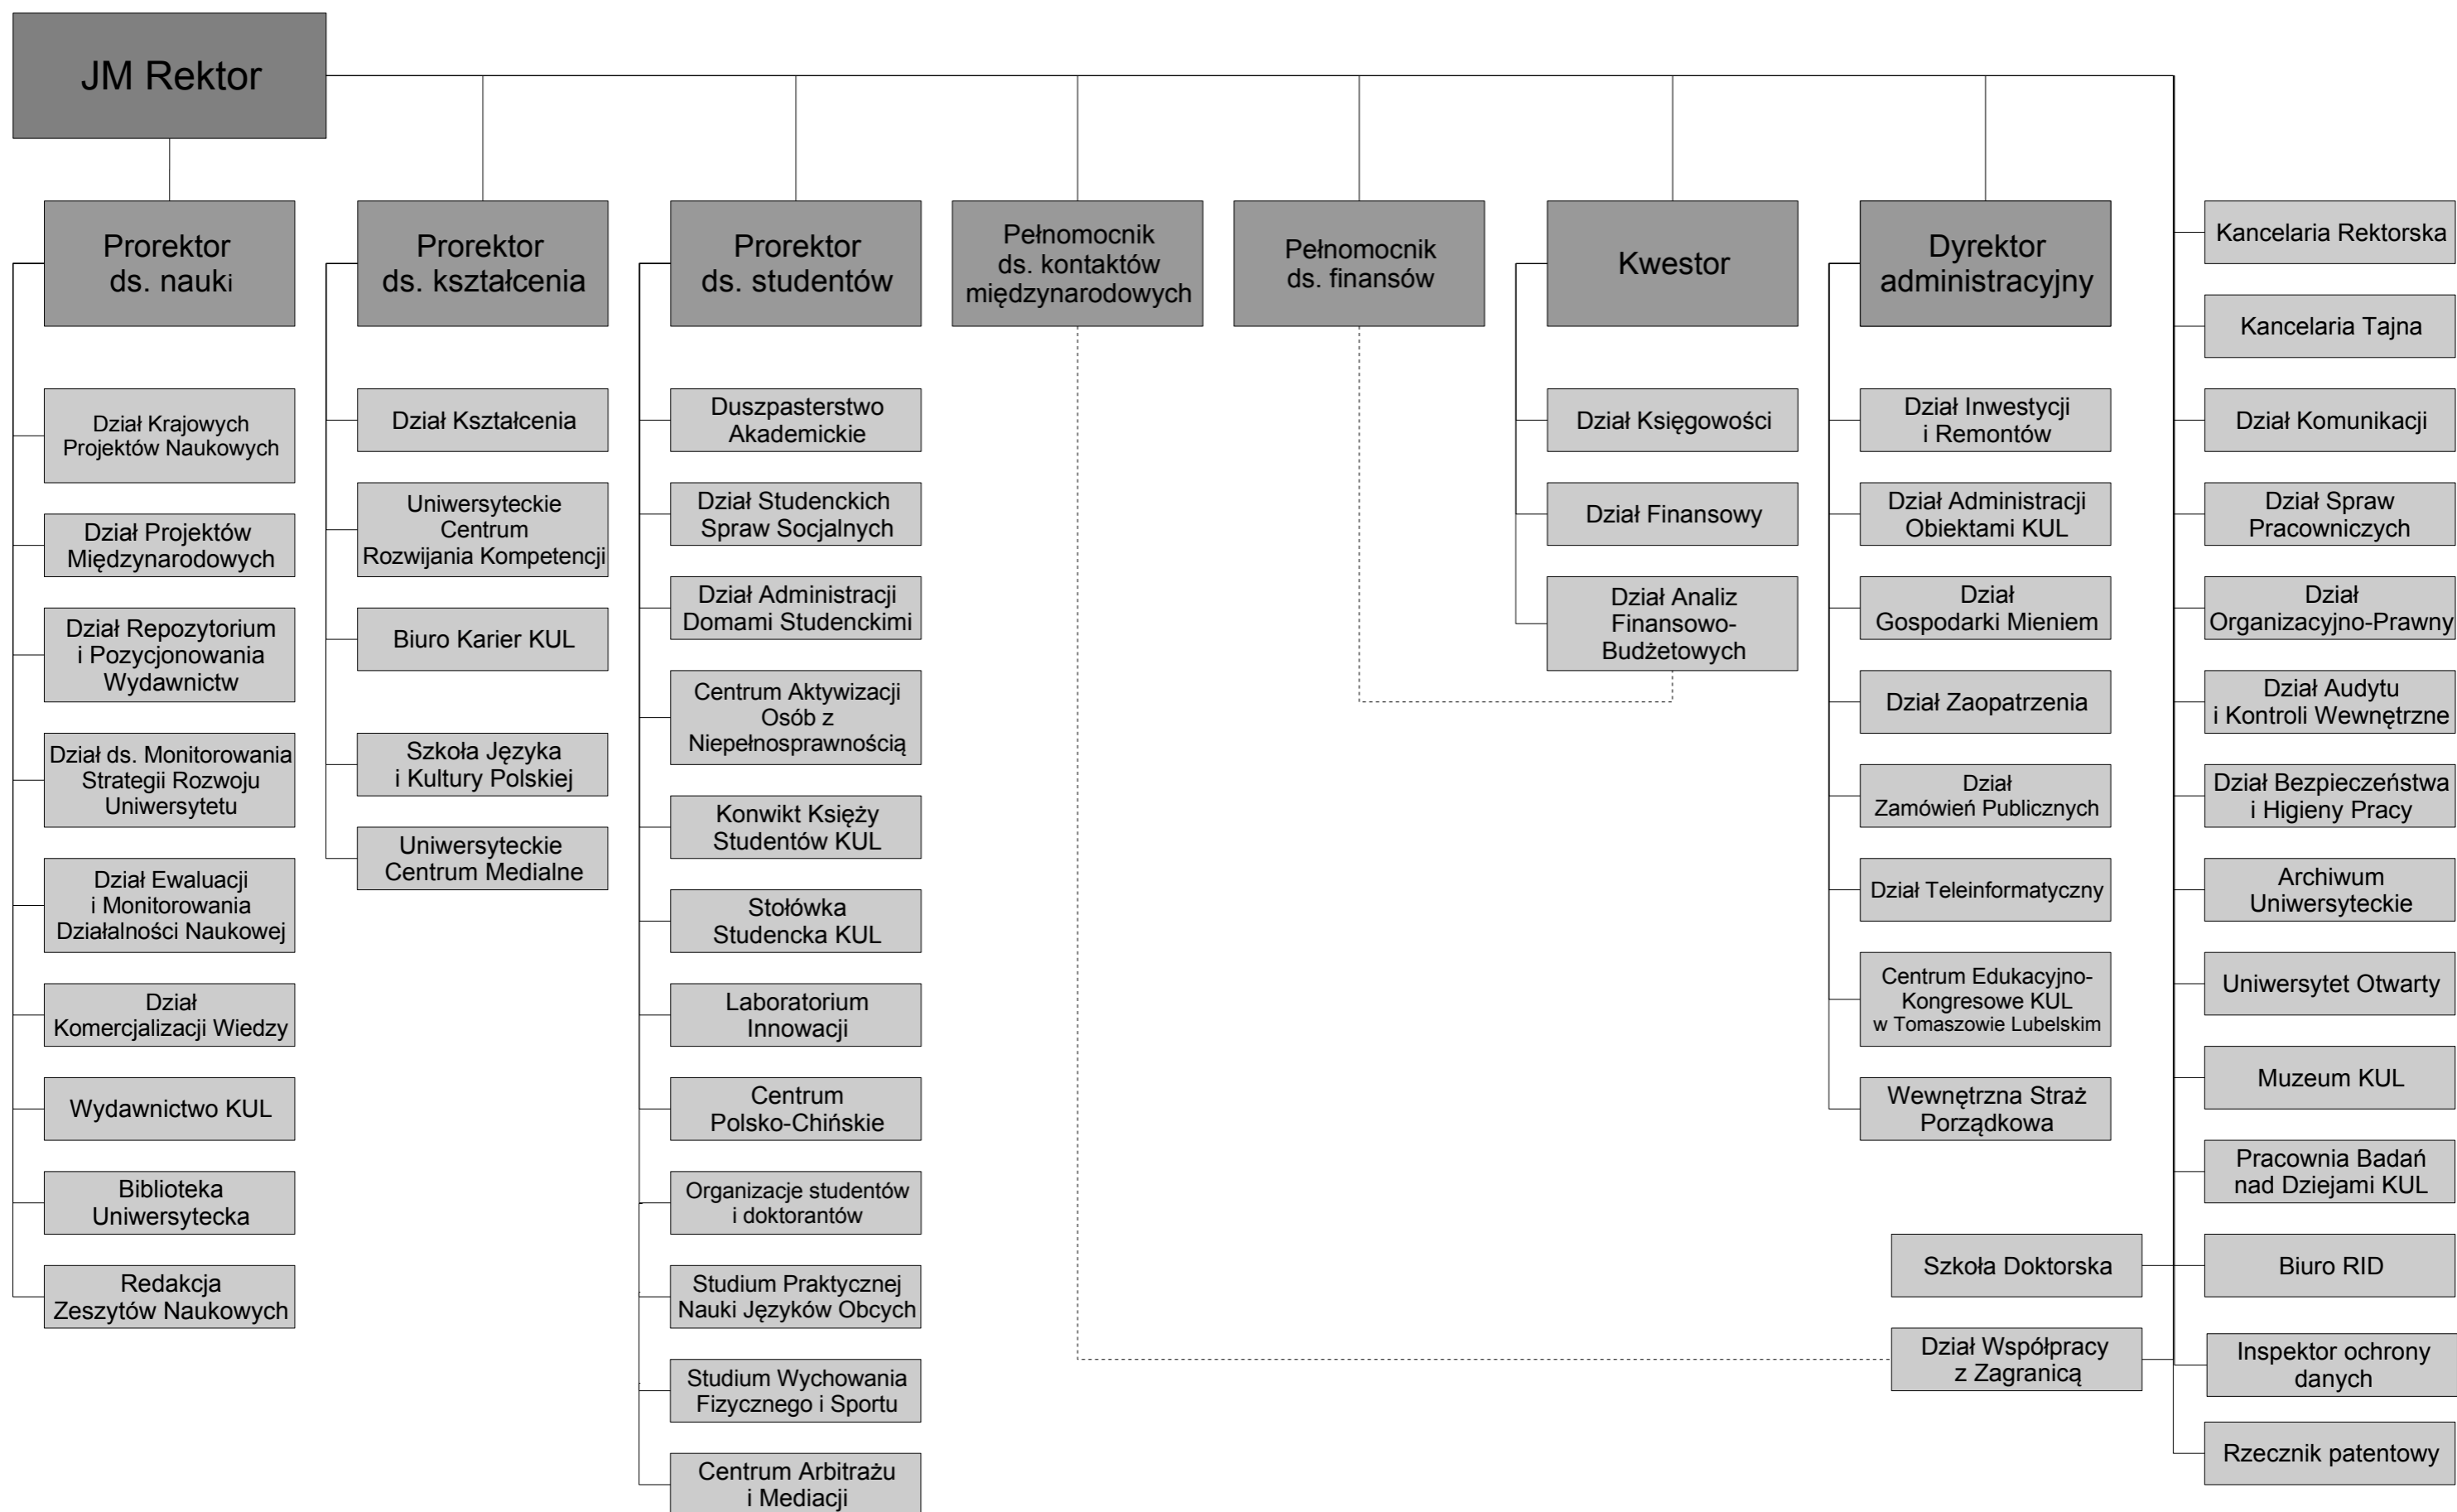 JM Rektor
Prorektor
ds. nauki
Prorektor
ds. kształcenia
Prorektor
ds. studentów
Pełnomocnik
ds. kontaktów
międzynarodowych
Pełnomocnik
ds. finansów
Kwestor
Dyrektor
administracyjny
Dział Krajowych
Projektów Naukowych
Dział Projektów
Międzynarodowych
Dział Repozytorium
i Pozycjonowania
Wydawnictw
Dział ds. Monitorowania
Strategii Rozwoju
Uniwersytetu
Dział Ewaluacji
i Monitorowania
Działalności Naukowej
Dział
Komercjalizacji Wiedzy
Wydawnictwo KUL
Biblioteka
Uniwersytecka
Redakcja
Zeszytów Naukowych
Dział Kształcenia
Uniwersyteckie
Centrum
Rozwijania Kompetencji
Biuro Karier KUL
Szkoła Języka
i Kultury Polskiej
Uniwersyteckie
Centrum Medialne
Duszpasterstwo
Akademickie
Dział Studenckich
Spraw Socjalnych
Dział Administracji
Domami Studenckimi
Centrum Aktywizacji
Osób z
Niepełnosprawnością
Konwikt Księży
Studentów KUL
Stołówka
Studencka KUL
Laboratorium
Innowacji
Centrum
Polsko-Chińskie
Organizacje studentów
i doktorantów
Studium Praktycznej
Nauki Języków Obcych
Studium Wychowania
Fizycznego i Sportu
Centrum Arbitrażu
i Mediacji
Dział Księgowości
Dział Finansowy
Dział Analiz
Finansowo-
Budżetowych
Dział Inwestycji
i Remontów
Dział Administracji
Obiektami KUL
Dział
Gospodarki Mieniem
Dział Zaopatrzenia
Dział
Zamówień Publicznych
Dział Teleinformatyczny
Centrum Edukacyjno-
Kongresowe KUL
w Tomaszowie Lubelskim
Wewnętrzna Straż
Porządkowa
Szkoła Doktorska
Dział Współpracy
z Zagranicą
Kancelaria Rektorska
Kancelaria Tajna
Dział Komunikacji
Dział Spraw
Pracowniczych
Dział
Organizacyjno-Prawny
Dział Audytu
i Kontroli Wewnętrzne
Dział Bezpieczeństwa
i Higieny Pracy
Archiwum
Uniwersyteckie
Uniwersytet Otwarty
Muzeum KUL
Pracownia Badań
nad Dziejami KUL
Biuro RID
Inspektor ochrony
danych
Rzecznik patentowy